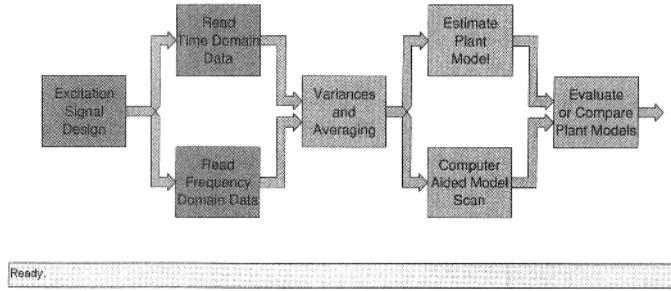 Excitation
Signal
Design
Read
Time Domain
Data
Read
Frequency
Domain Data
Variances
and
Averaging
Estimate
Plant
Model
Computer
Aided Model
Scan
Evaluate
or Compare
Plant Models
Ready.